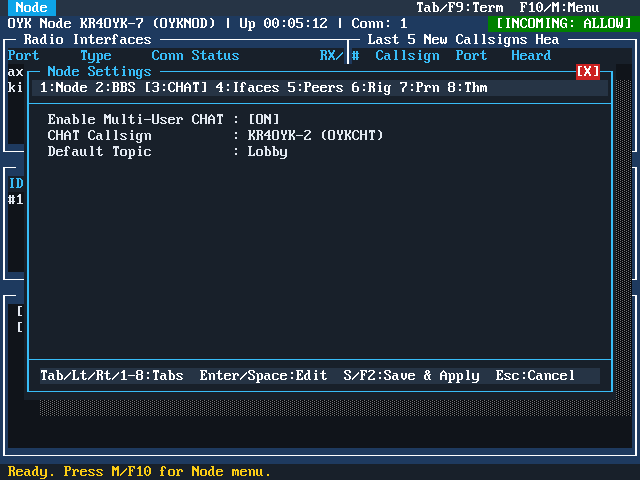 Node Tab/F9:Term F10/M:Menu
OYK Node KR4OYK-7 (OYKNOD) | Up 00:05:12 | Conn: 1 [INCOMING: ALLOW]
Radio Interfaces Last 5 New Callsigns Hea
Port Type Conn Status RX/ # Callsign Port Heard
ax
ki
Node Settings [X]
1:Node 2:BBS [3:CHAT] 4:Ifaces 5:Peers 6:Rig 7:Prn 8:Thm
Enable Multi-User CHAT : [ON]
CHAT Callsign : KR4OYK-2 (OYKCHT)
Default Topic : Lobby
ID
#1
[
[
Tab/Lt/Rt/1-8:Tabs Enter/Space:Edit S/F2:Save & Apply Esc:Cancel
Ready. Press M/F10 for Node menu.